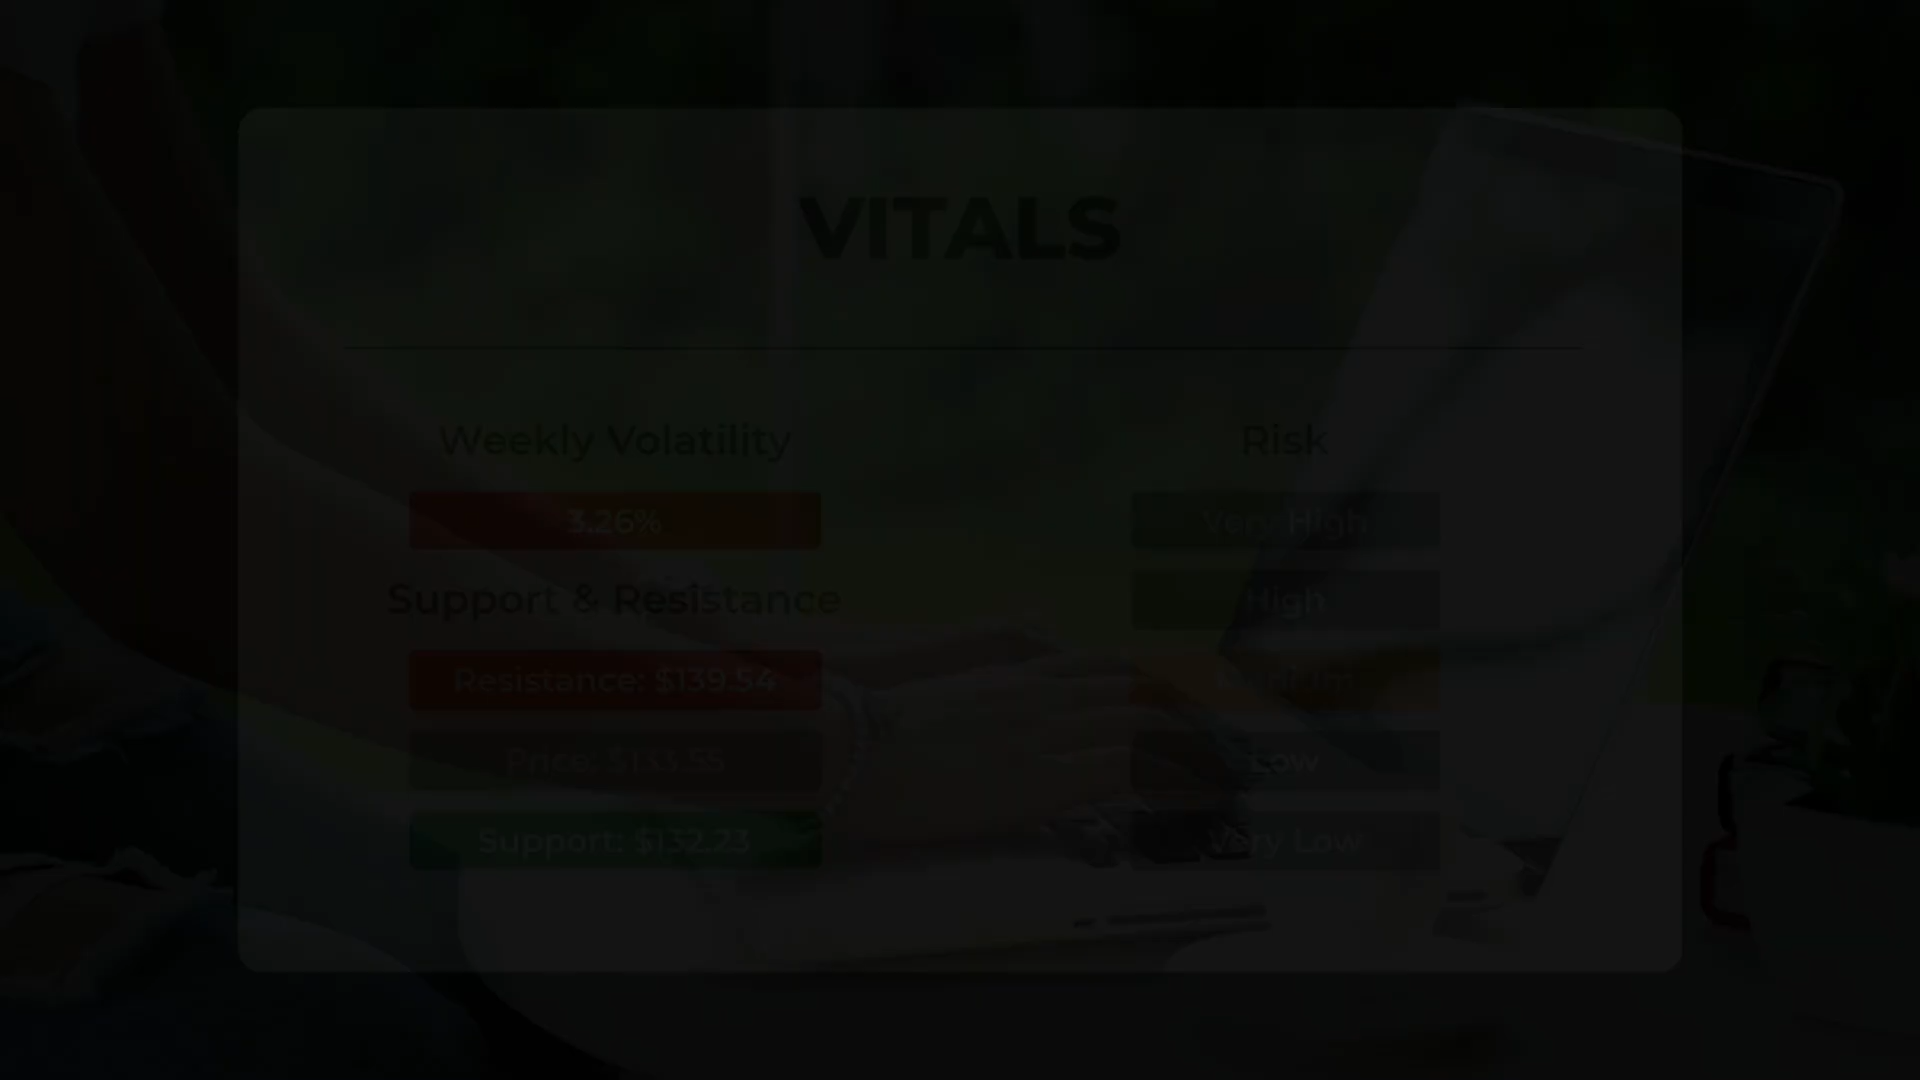 VITALS
Weekly Volatility
3.26%
Support & Resistance
Resistance: $139.54
Price: $133.55
Support: $132.23
Risk
Very High
High
Medium
Low
Very Low